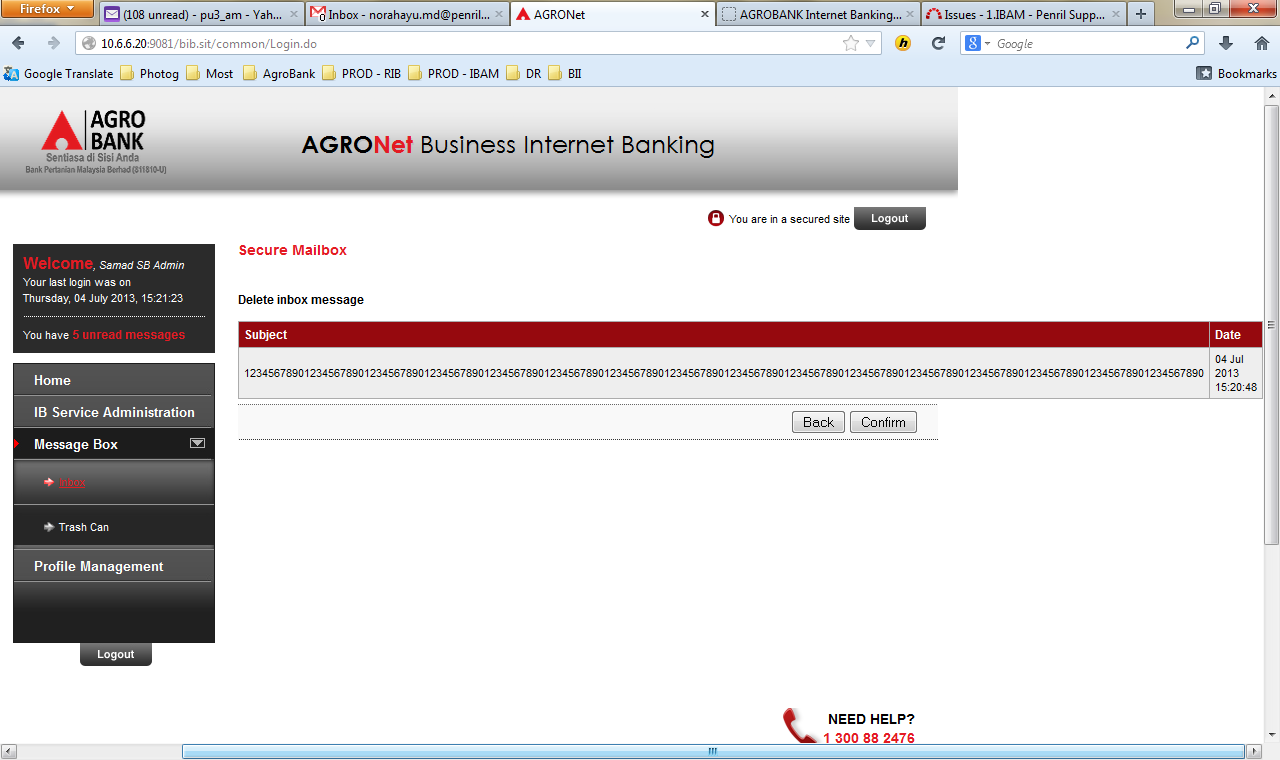 Firefox
(108 unread) - pu3_am - Yah...
Inbox - norahayu.md@penril...
AGRONet
AGROBANK Internet Banking...
Issues - 1.IBAM - Penril Supp...
10.6.6.20:9081/bib.it/common/Login.do
Google
Google Translate
Photog
Most
AgroBank
PROD - RIB
PROD - IBAM
DR
BII
Bookmarks
AGRO
BANK
Sentiasa di Sisi Anda
Bank Pertanian Malaysia Berhad (811810-U)
AGRONet Business Internet Banking
You are in a secured site
Logout
Welcome, Samad SB Admin
Your last login was on
Thursday, 04 July 2013, 15:21:23
You have 5 unread messages
Home
IB Service Administration
Message Box
Inbox
Trash Can
Profile Management
Logout
Secure Mailbox
Delete inbox message
Subject
Date
1234567890123456789012345678901234567890123456789012345678901234567890123456789012345678901234567890123456789012345678901234567890123456789012345678901234567890
04 Jul
2013
15:20:48
Back
Confirm
NEED HELP?
1 300 88 2476